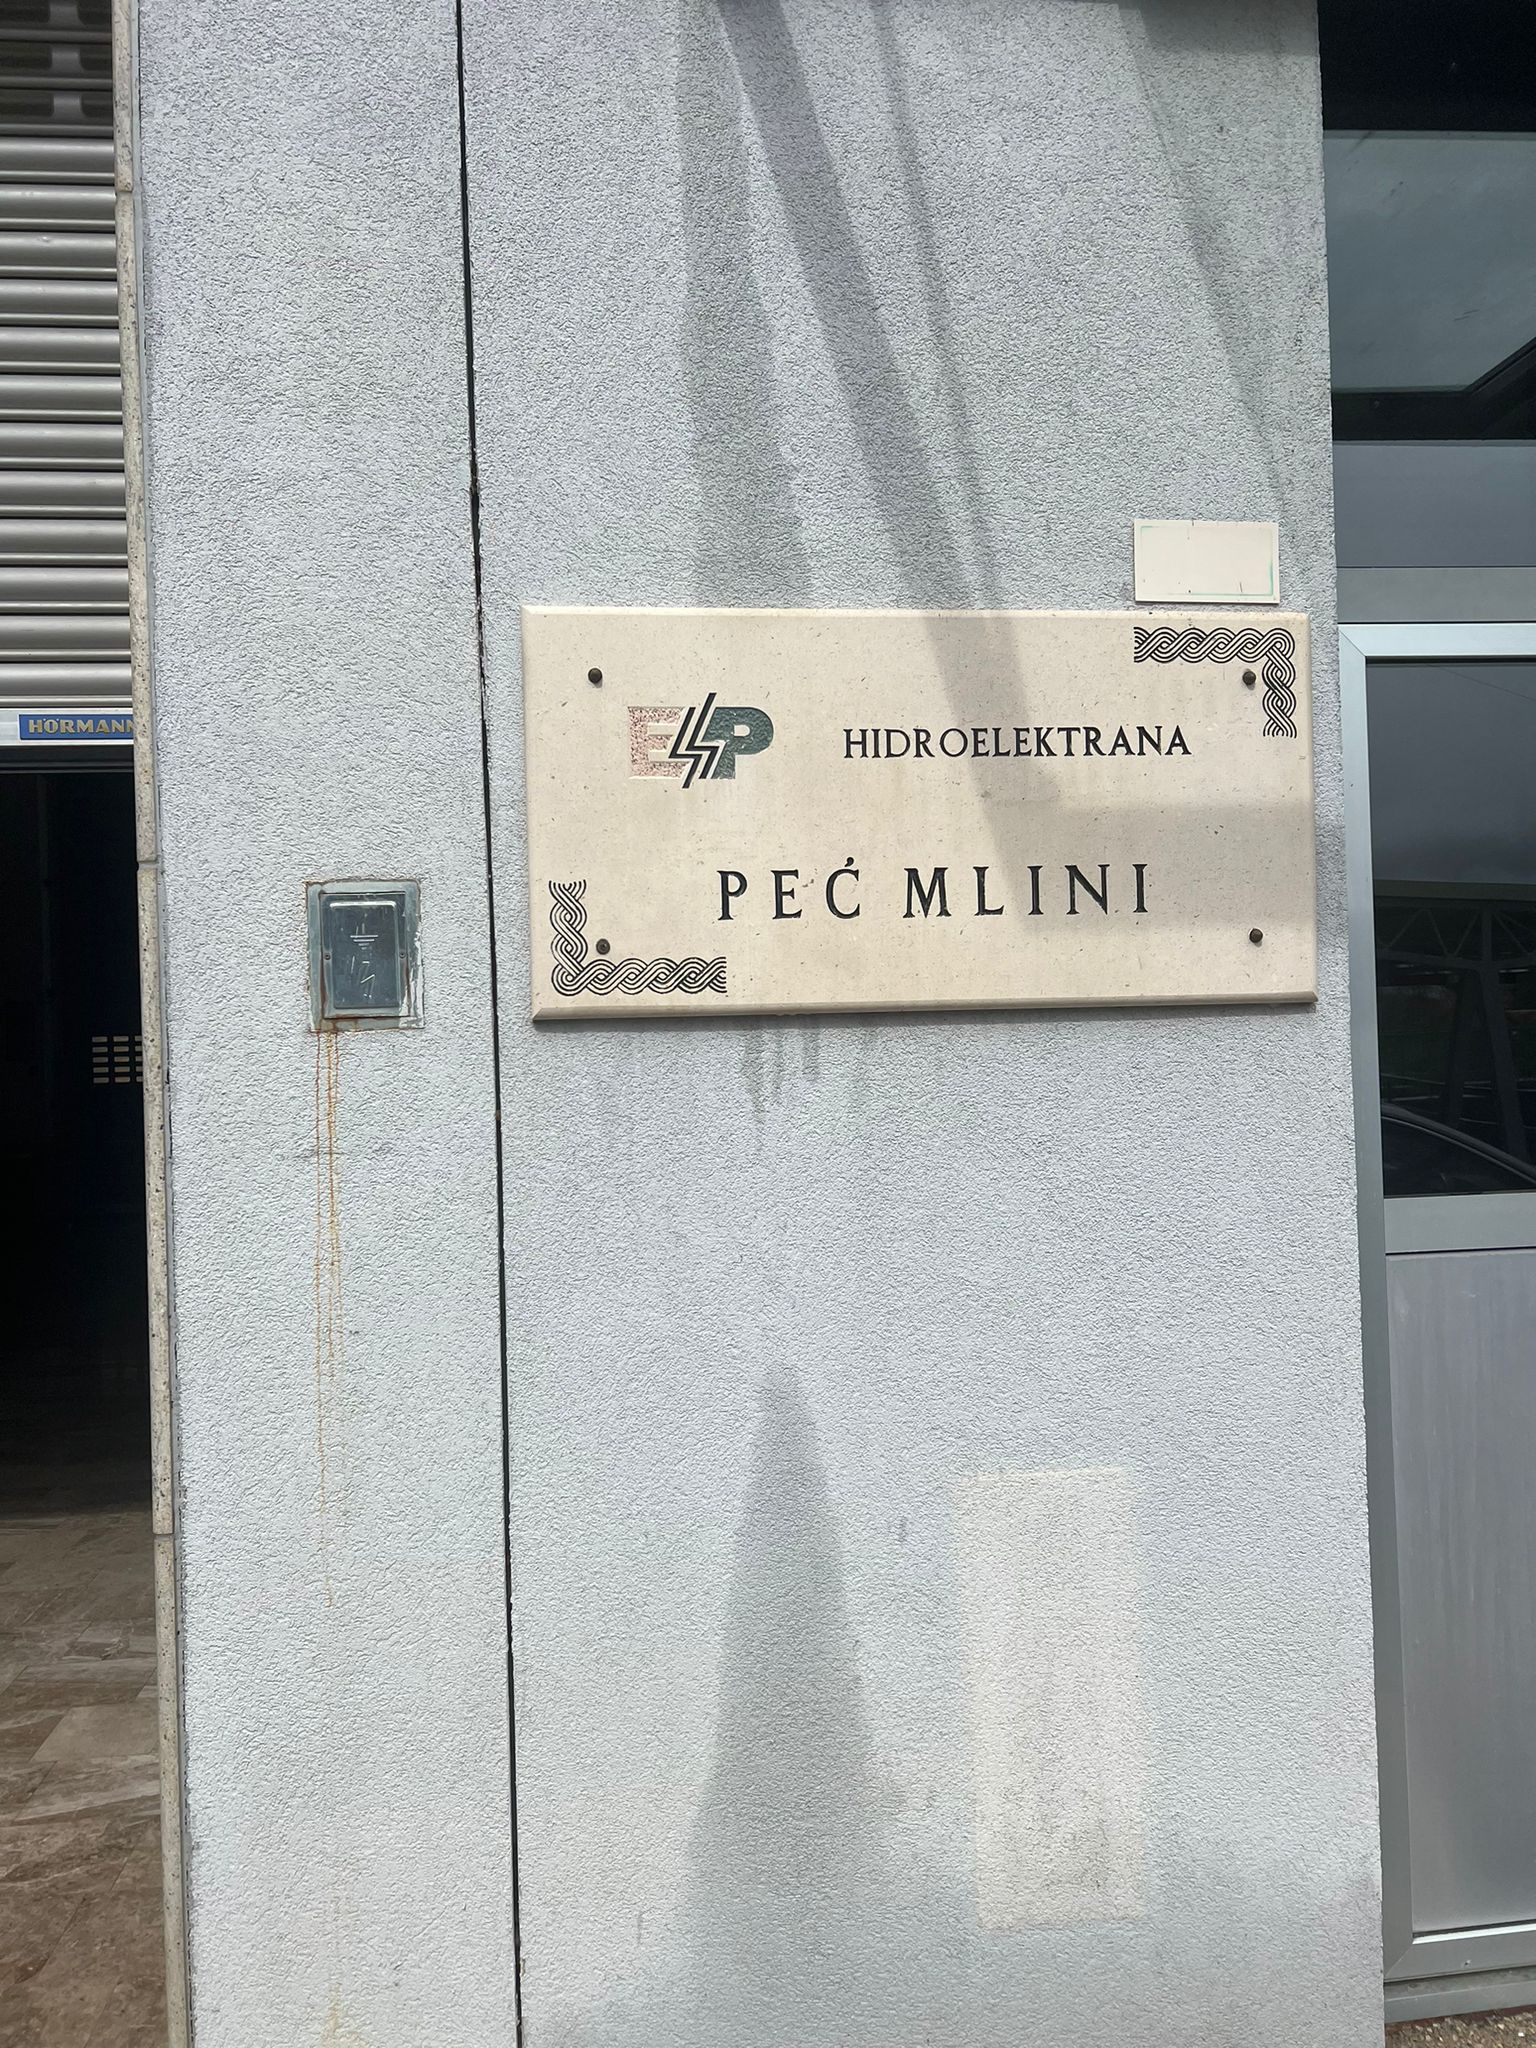 HÖRMANN
EP
HIDROELEKTRANA
PEĆ MLINI